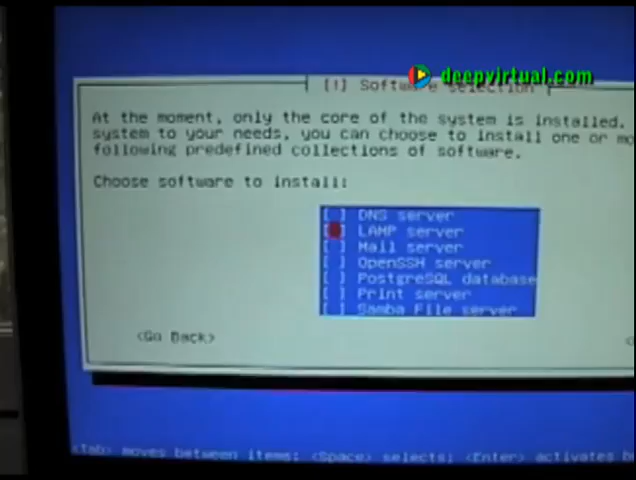 deepvirtual.com
[!] Software selection
At the moment, only the core of the system is installed.
system to your needs, you can choose to install one or mo
following predefined collections of software.
Choose software to install:
[ ] DNS server
[ ] LAMP server
[ ] Mail server
[ ] OpenSSH server
[ ] PostgreSQL database
[ ] Print server
[ ] Samba File server
<Go Back>
<Tab> moves between items; <Space> selects; <Enter> activates b